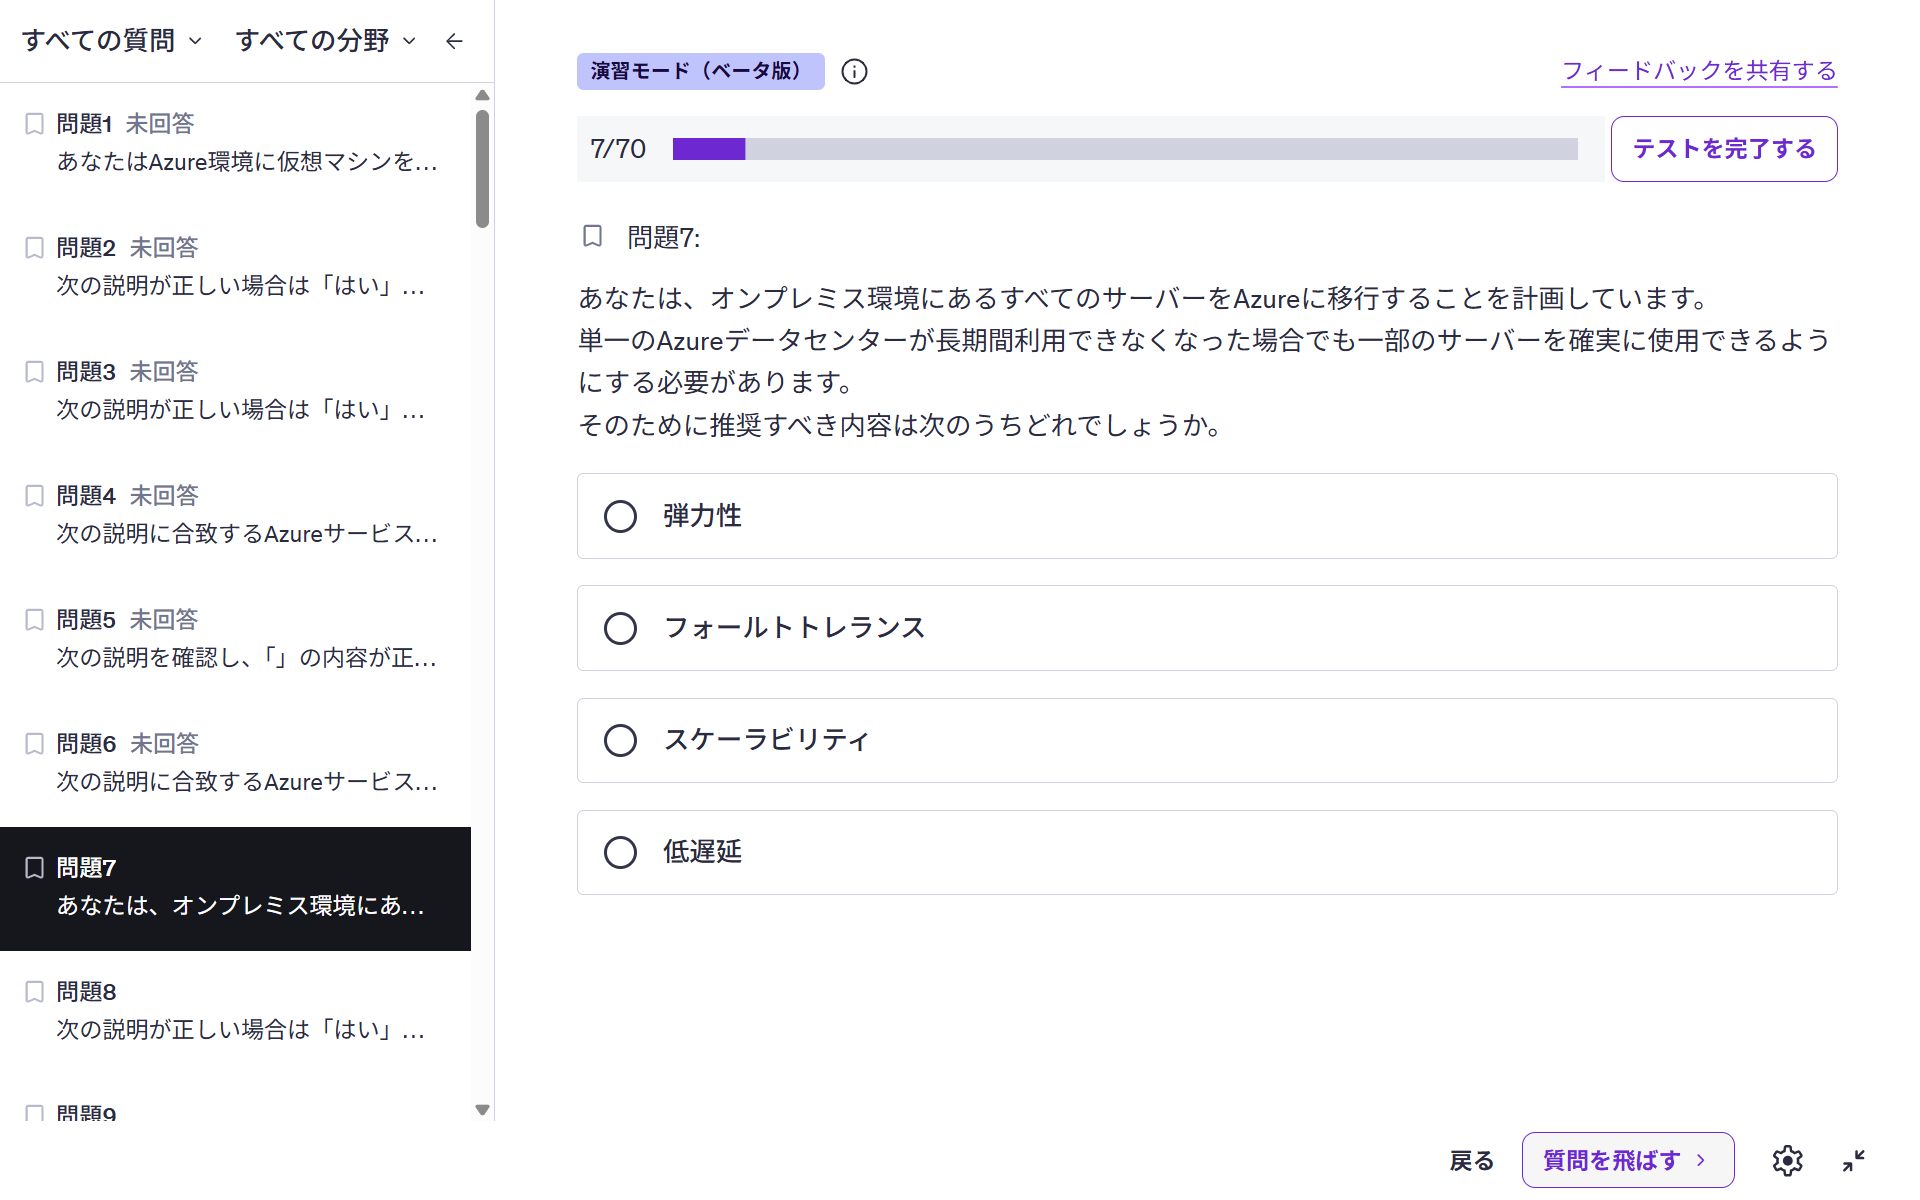 すべての質問 すべての分野
問題1 未回答
あなたはAzure環境に仮想マシンを...
問題2 未回答
次の説明が正しい場合は「はい」...
問題3 未回答
次の説明が正しい場合は「はい」...
問題4 未回答
次の説明に合致するAzureサービス...
問題5 未回答
次の説明を確認し、「」の内容が正...
問題6 未回答
次の説明に合致するAzureサービス...
問題7
あなたは、オンプレミス環境にあ...
問題8
次の説明が正しい場合は「はい」...
問題9
演習モード（ベータ版）
フィードバックを共有する
7/70
テストを完了する
問題7:
あなたは、オンプレミス環境にあるすべてのサーバーをAzureに移行することを計画しています。
単一のAzureデータセンターが長期間利用できなくなった場合でも一部のサーバーを確実に使用できるよう
にする必要があります。
そのために推奨すべき内容は次のうちどれでしょうか。
弾力性
フォールトトレランス
スケーラビリティ
低遅延
戻る 質問を飛ばす